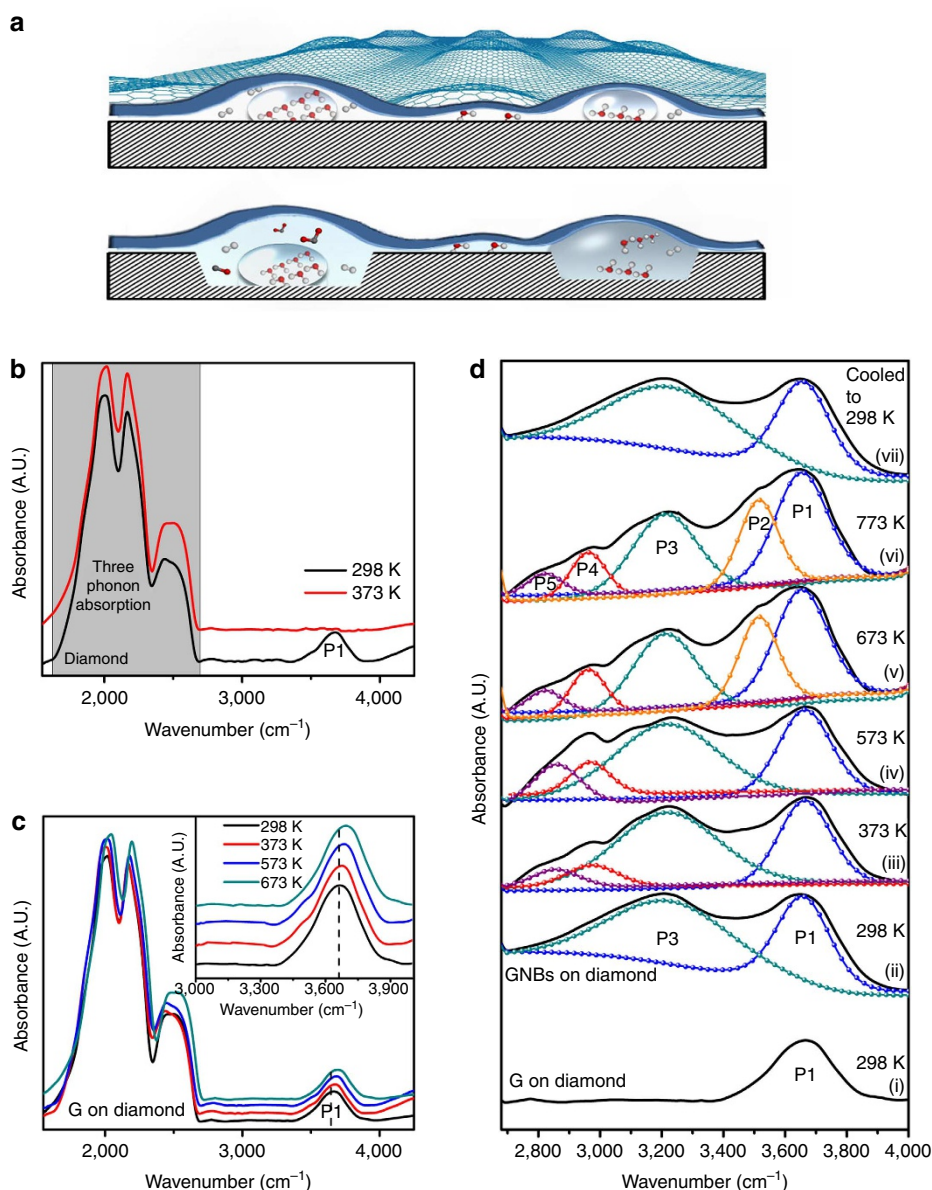 a
b
Absorbance (A.U.)
Three
phonon
absorption
Diamond
298 K
373 K
P1
2,000
3,000
4,000
Wavenumber (cm⁻¹)
c
Absorbance (A.U.)
298 K
373 K
573 K
673 K
Absorbance (A.U.)
3,000
3,300
3,600
3,900
Wavenumber (cm⁻¹)
G on diamond
P1
2,000
3,000
4,000
Wavenumber (cm⁻¹)
d
Absorbance (A.U.)
Cooled
to
298 K
(vii)
P5
P4
P3
P2
P1
773 K
(vi)
673 K
(v)
573 K
(iv)
373 K
(iii)
P3
P1
298 K
(ii)
GNBs on diamond
G on diamond
P1
298 K
(i)
2,800
3,000
3,200
3,400
3,600
3,800
4,000
Wavenumber (cm⁻¹)